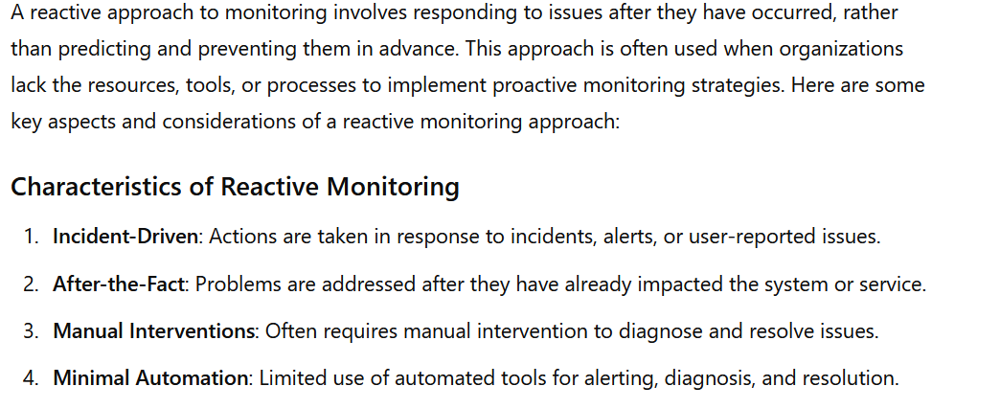 A reactive approach to monitoring involves responding to issues after they have occurred, rather
than predicting and preventing them in advance. This approach is often used when organizations
lack the resources, tools, or processes to implement proactive monitoring strategies. Here are some
key aspects and considerations of a reactive monitoring approach:
Characteristics of Reactive Monitoring
1. Incident-Driven: Actions are taken in response to incidents, alerts, or user-reported issues.
2. After-the-Fact: Problems are addressed after they have already impacted the system or service.
3. Manual Interventions: Often requires manual intervention to diagnose and resolve issues.
4. Minimal Automation: Limited use of automated tools for alerting, diagnosis, and resolution.